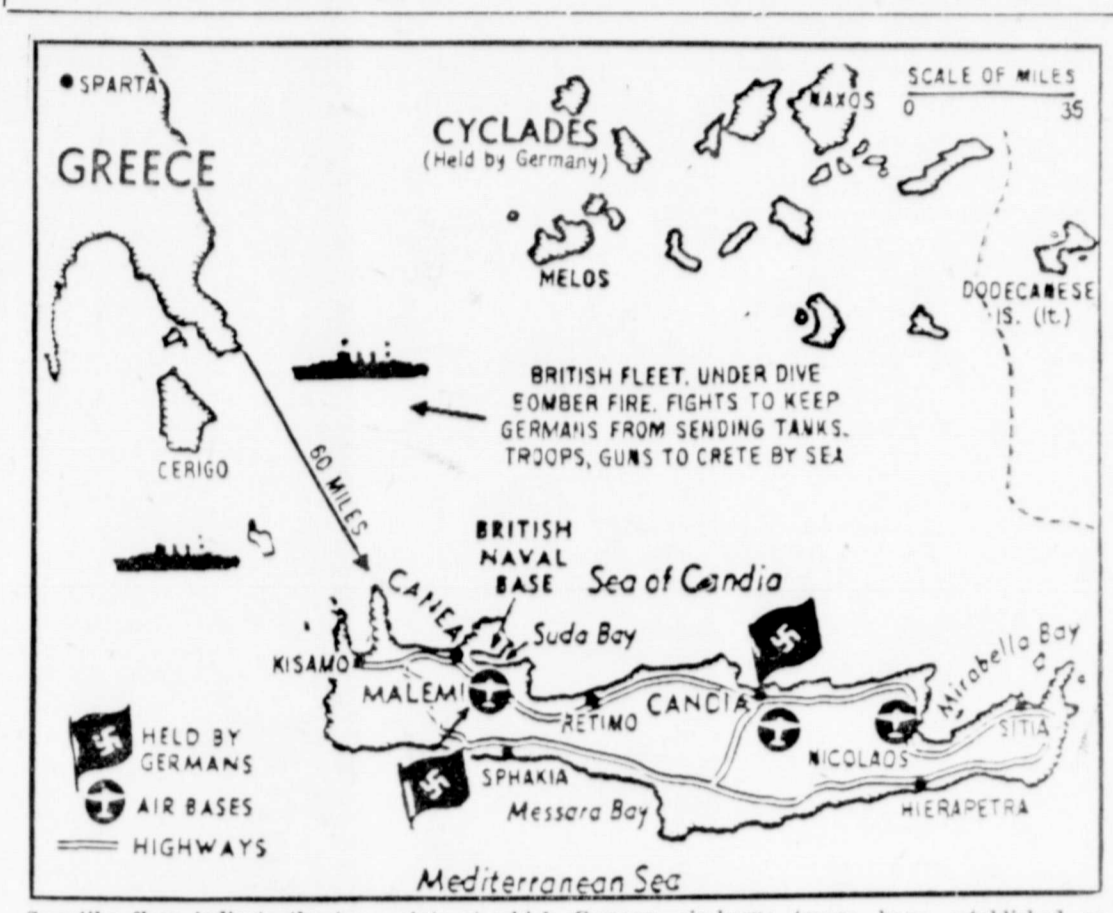 SPARTA
GREECE
CYCLADES
(Held by Germany)
NAXOS
SCALE OF MILES
0 35
MELOS
DODECANESE
IS. (It.)
BRITISH FLEET, UNDER DIVE
BOMBER FIRE, FIGHTS TO KEEP
GERMANS FROM SENDING TANKS,
TROOPS, GUNS TO CRETE BY SEA
CERIGO
60 MILES
BRITISH
NAVAL
BASE
Sea of Candia
CANEA
Suda Bay
Mirabella Bay
KISAMO
MALEMI
RETIMO
CANDIA
NICOLAOS
SITIA
SPHAKIA
HIERAPETRA
Messara Bay
HELD BY
GERMANS
AIR BASES
HIGHWAYS
Mediterranean Sea